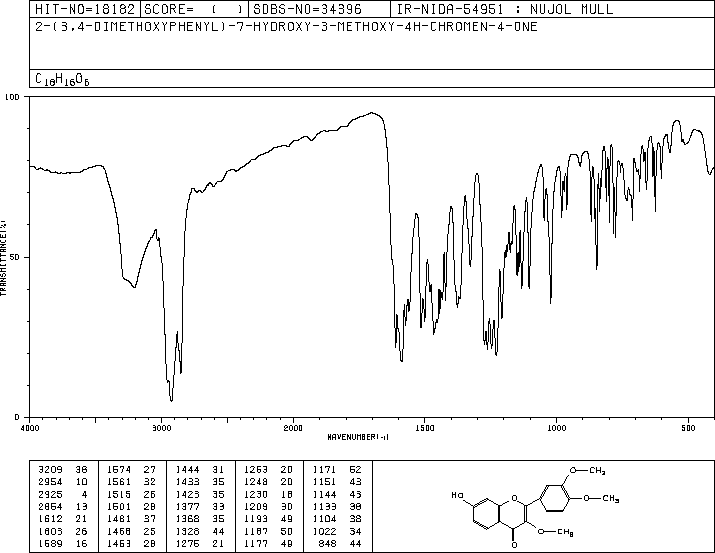 HIT-NO=18182 SCORE= ( ) SDBS-NO=34396 IR-NIDA-54951 : NUJOL MULL
2-(3,4-DIMETHOXYPHENYL)-7-HYDROXY-3-METHOXY-4H-CHROMEN-4-ONE
C18H16O6
100
TRANSMITTANCE(%)
50
0
4000 3000 2000 1500 1000 500
WAVENUMBER(-1)
3209 38 1574 27 1444 31 1263 20 1171 52
2954 10 1561 32 1433 35 1248 20 1151 43
2925 4 1515 26 1423 35 1230 18 1144 43
2854 13 1501 28 1377 33 1209 30 1133 38
1612 21 1481 37 1368 35 1193 49 1104 38
1603 26 1468 25 1328 44 1187 50 1022 34
1589 16 1463 28 1275 21 1177 49 848 44
O—CH3
HO
O
O—CH3
O—CH3
O